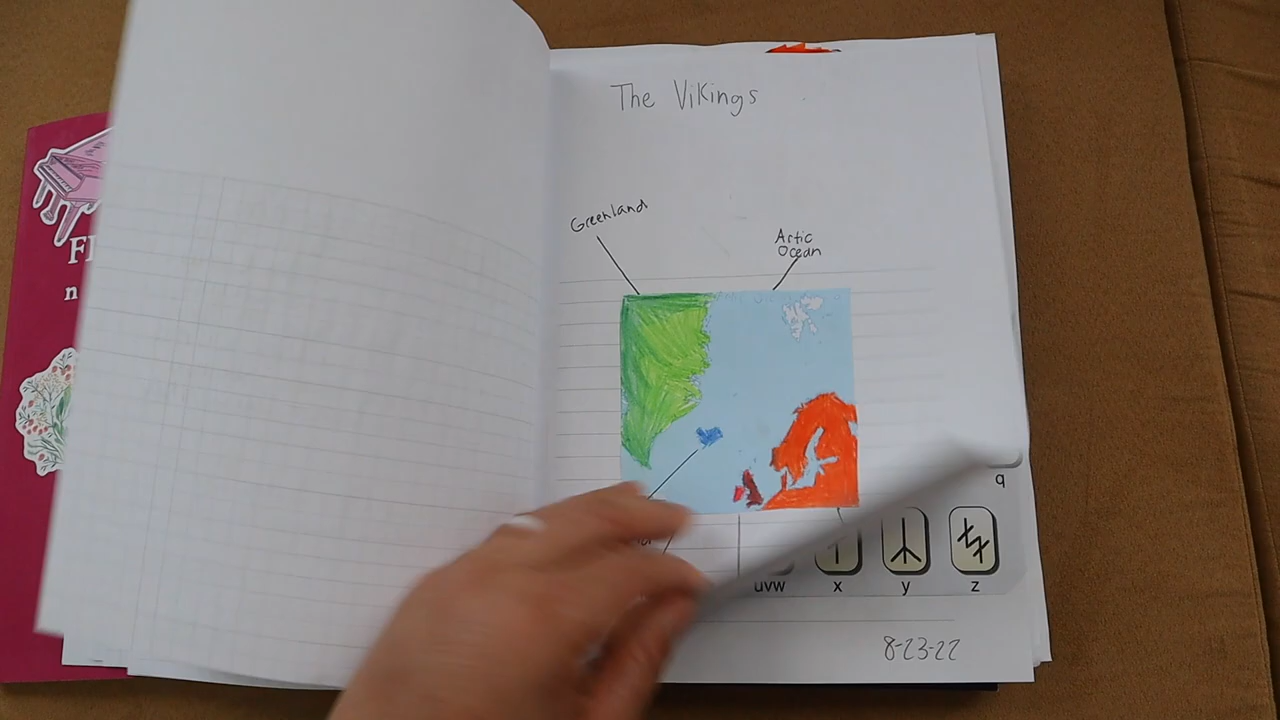 The Vikings
Greenland
Artic
Ocean
q
uvw
x
y
z
8-23-22